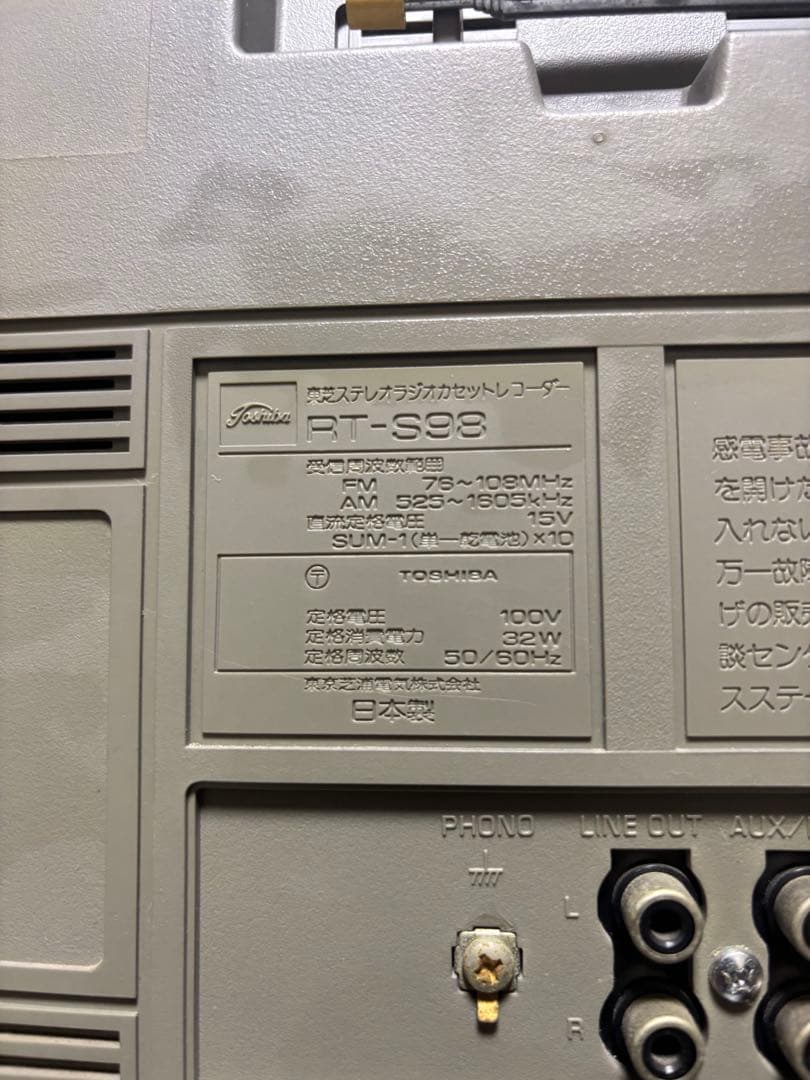 Toshiba
東芝ステレオラジオカセットレコーダー
RT-S98
受信周波数範囲
FM 76~108MHz
AM 525~1605kHz
直流定格電圧 15V
SUM-1(単一乾電池)×10
〒 TOSHIBA
定格電圧 100V
定格消費電力 32W
定格周波数 50/60Hz
東京芝浦電気株式会社
日本製
感電事故
を開けた
入れない
万一故障
げの販売
談センタ
スステー
PHONO LINE OUT AUX/
L
R